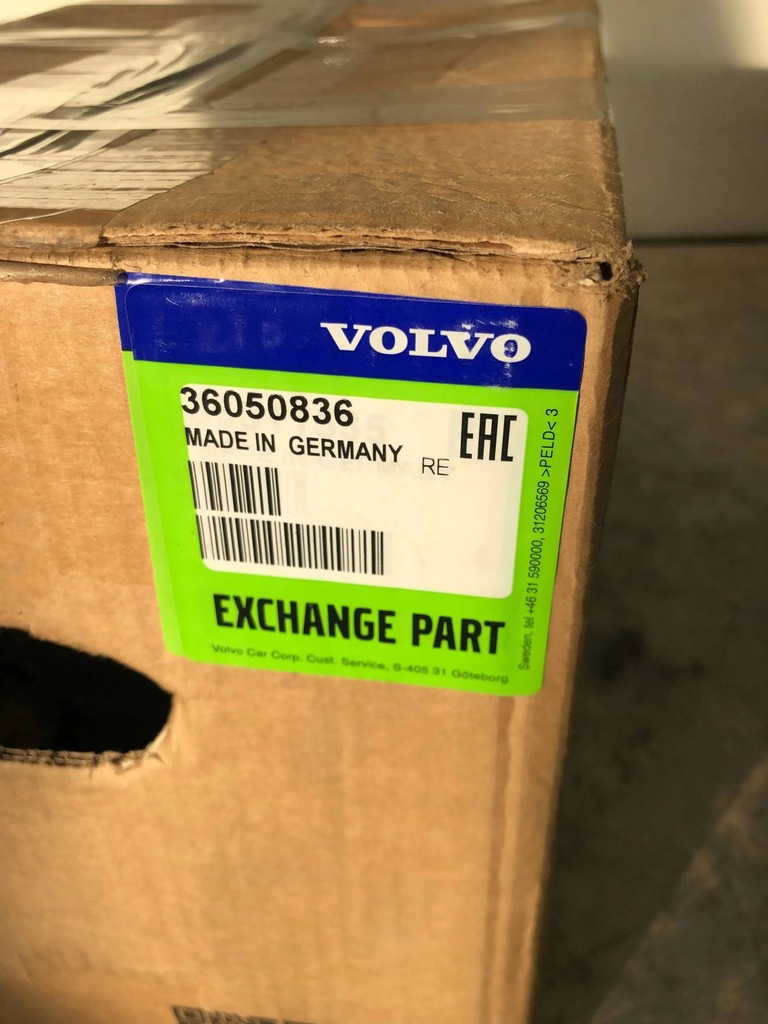 VOLVO
36050836
EAC
MADE IN GERMANY RE
EXCHANGE PART
Volvo Car Corp. Cust. Service, S-405 31 Göteborg
Sweden, tel +46 31 590000, 31206569 >PELD< 3